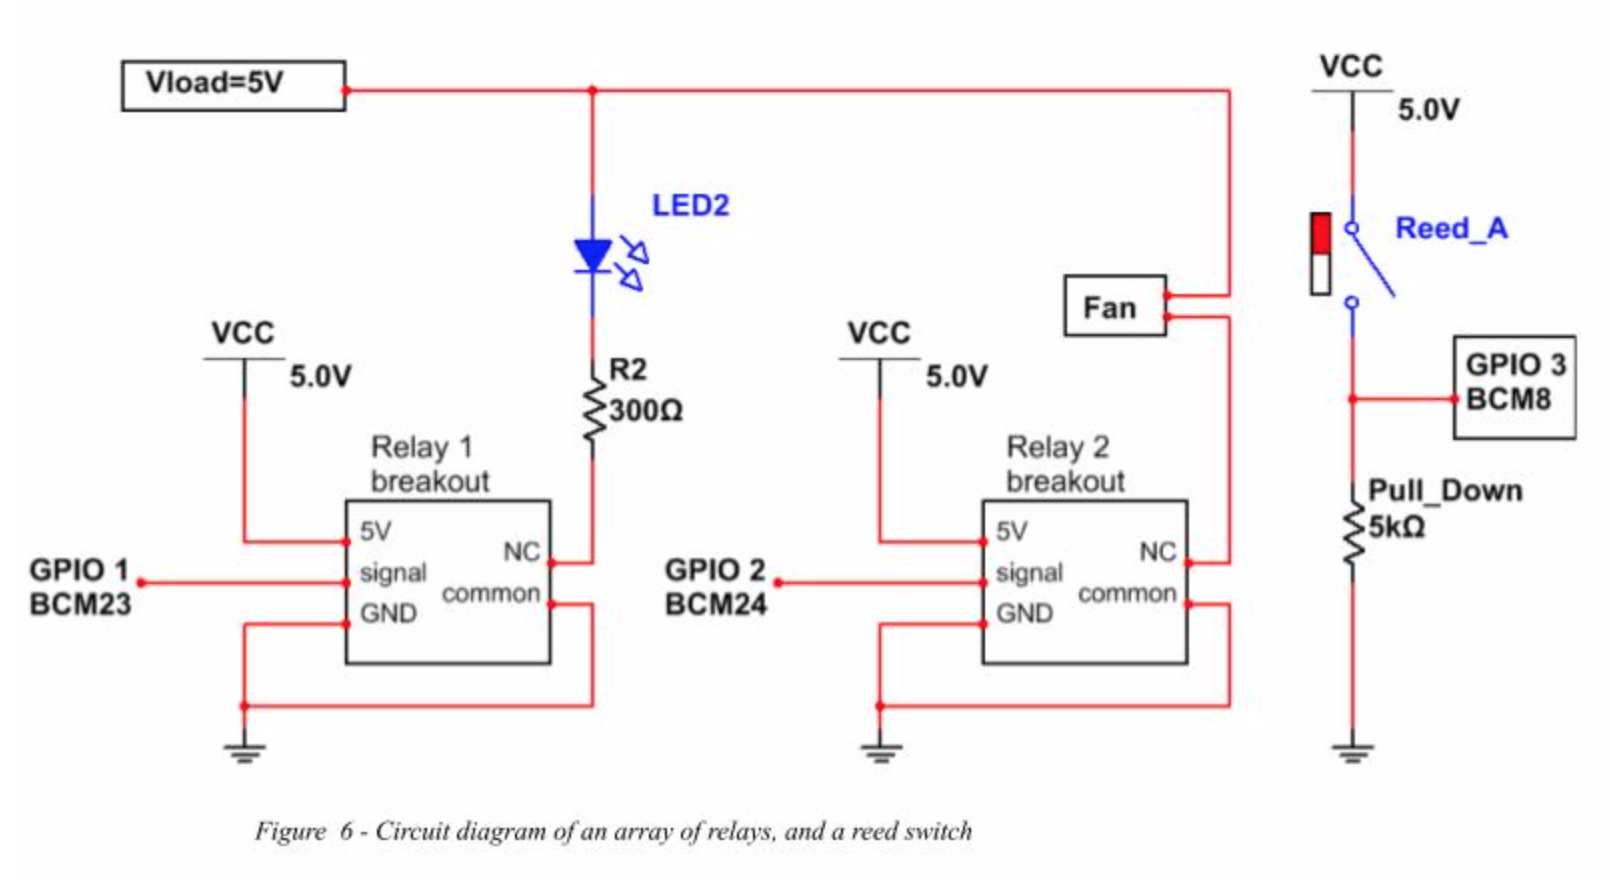 Vload=5V
VCC
5.0V
LED2
Reed_A
Fan
VCC
5.0V
VCC
5.0V
R2
300Ω
GPIO 3
BCM8
Relay 1
breakout
Relay 2
breakout
Pull_Down
5kΩ
5V
NC
signal
common
GND
GPIO 1
BCM23
5V
NC
signal
common
GND
GPIO 2
BCM24
Figure 6 - Circuit diagram of an array of relays, and a reed switch